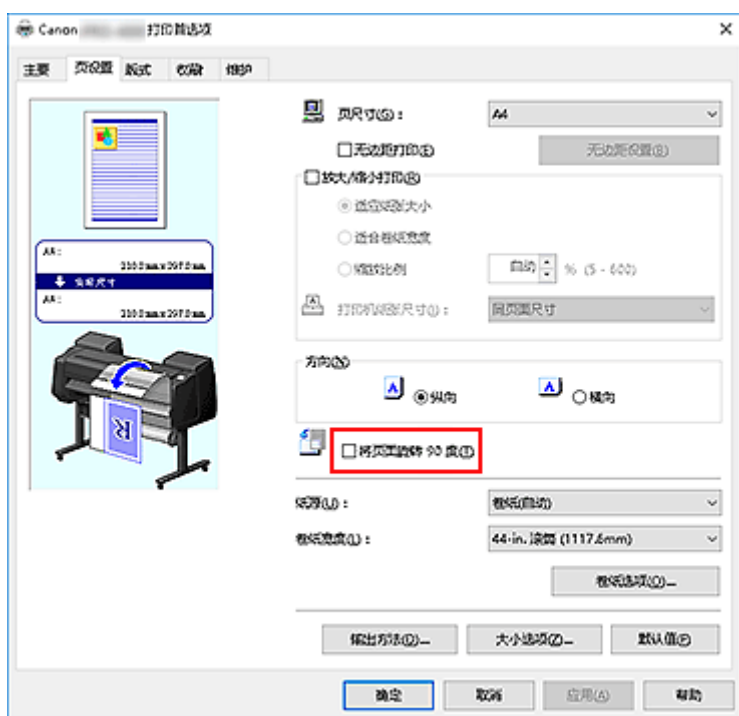 Canon 打印首选项
主要 页设置 版式 收藏 维护
页尺寸(G): A4
无边距打印(E) 无边距设置(B)
放大/缩小打印(R)
适应纸张大小
适合卷纸宽度
缩放比例 自动 % (5 - 600)
打印机纸张尺寸(J): 同页面尺寸
A4:
210.0mm x 297.0mm
实际尺寸
A4:
210.0mm x 297.0mm
方向(N)
A 纵向 A 横向
R
将页面旋转 90 度(T)
纸源(U): 卷纸(自动)
卷纸宽度(L): 44-in. 滚筒 (1117.6mm)
卷纸选项(O)...
输出方法(D)... 大小选项(Z)... 默认值(F)
确定 取消 应用(A) 帮助